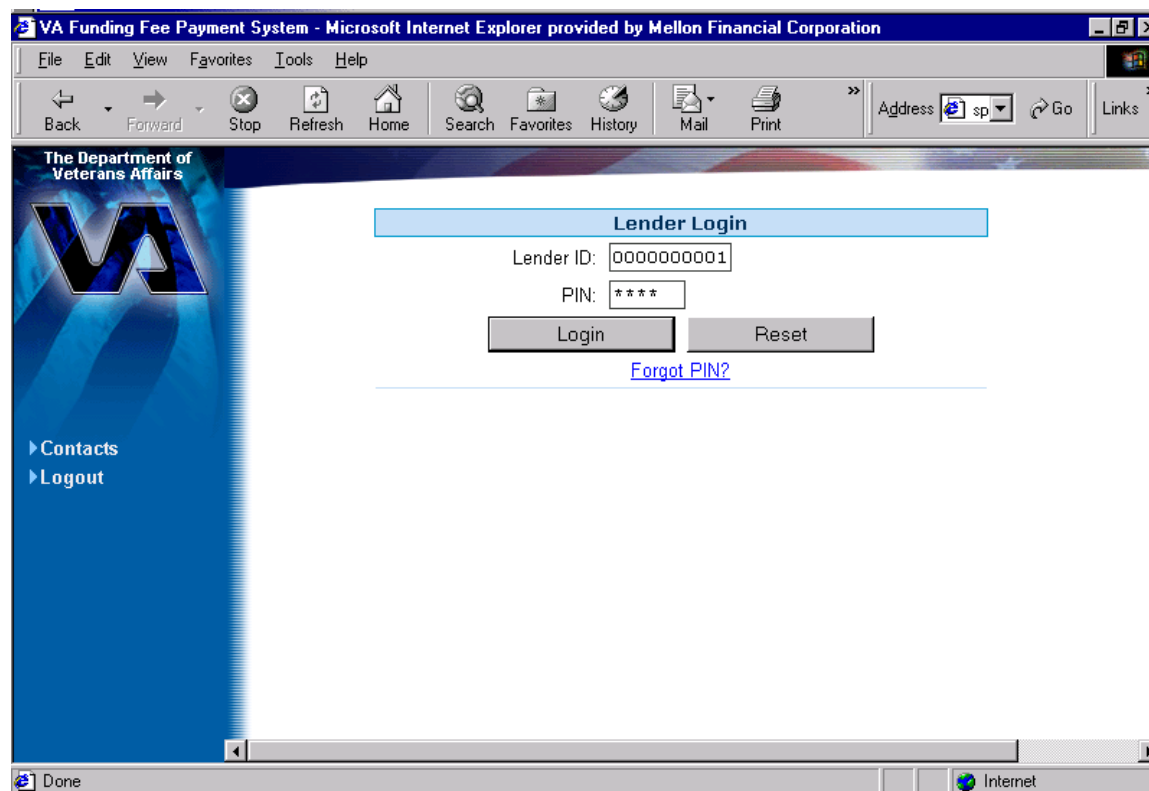 VA Funding Fee Payment System - Microsoft Internet Explorer provided by Mellon Financial Corporation
File Edit View Favorites Tools Help
Back Forward Stop Refresh Home Search Favorites History Mail Print » Address sp Go Links
The Department of
Veterans Affairs
VA
Lender Login
Lender ID: 0000000001
PIN: ****
Login Reset
Forgot PIN?
Contacts
Logout
Done Internet